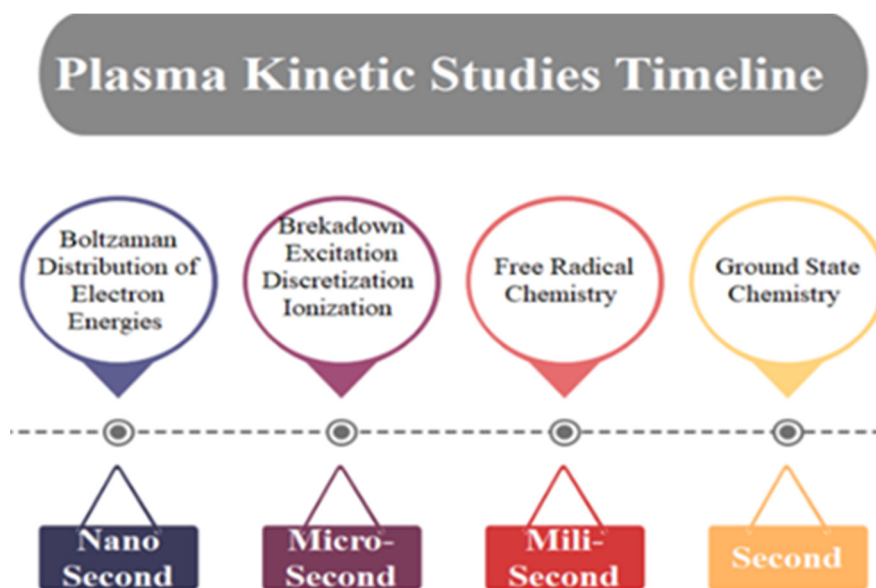 Plasma Kinetic Studies Timeline
Boltzaman
Distribution of
Electron
Energies
Brekadown
Excitation
Discretization
Ionization
Free Radical
Chemistry
Ground State
Chemistry
Nano
Second
Micro-
Second
Mili-
Second
Second